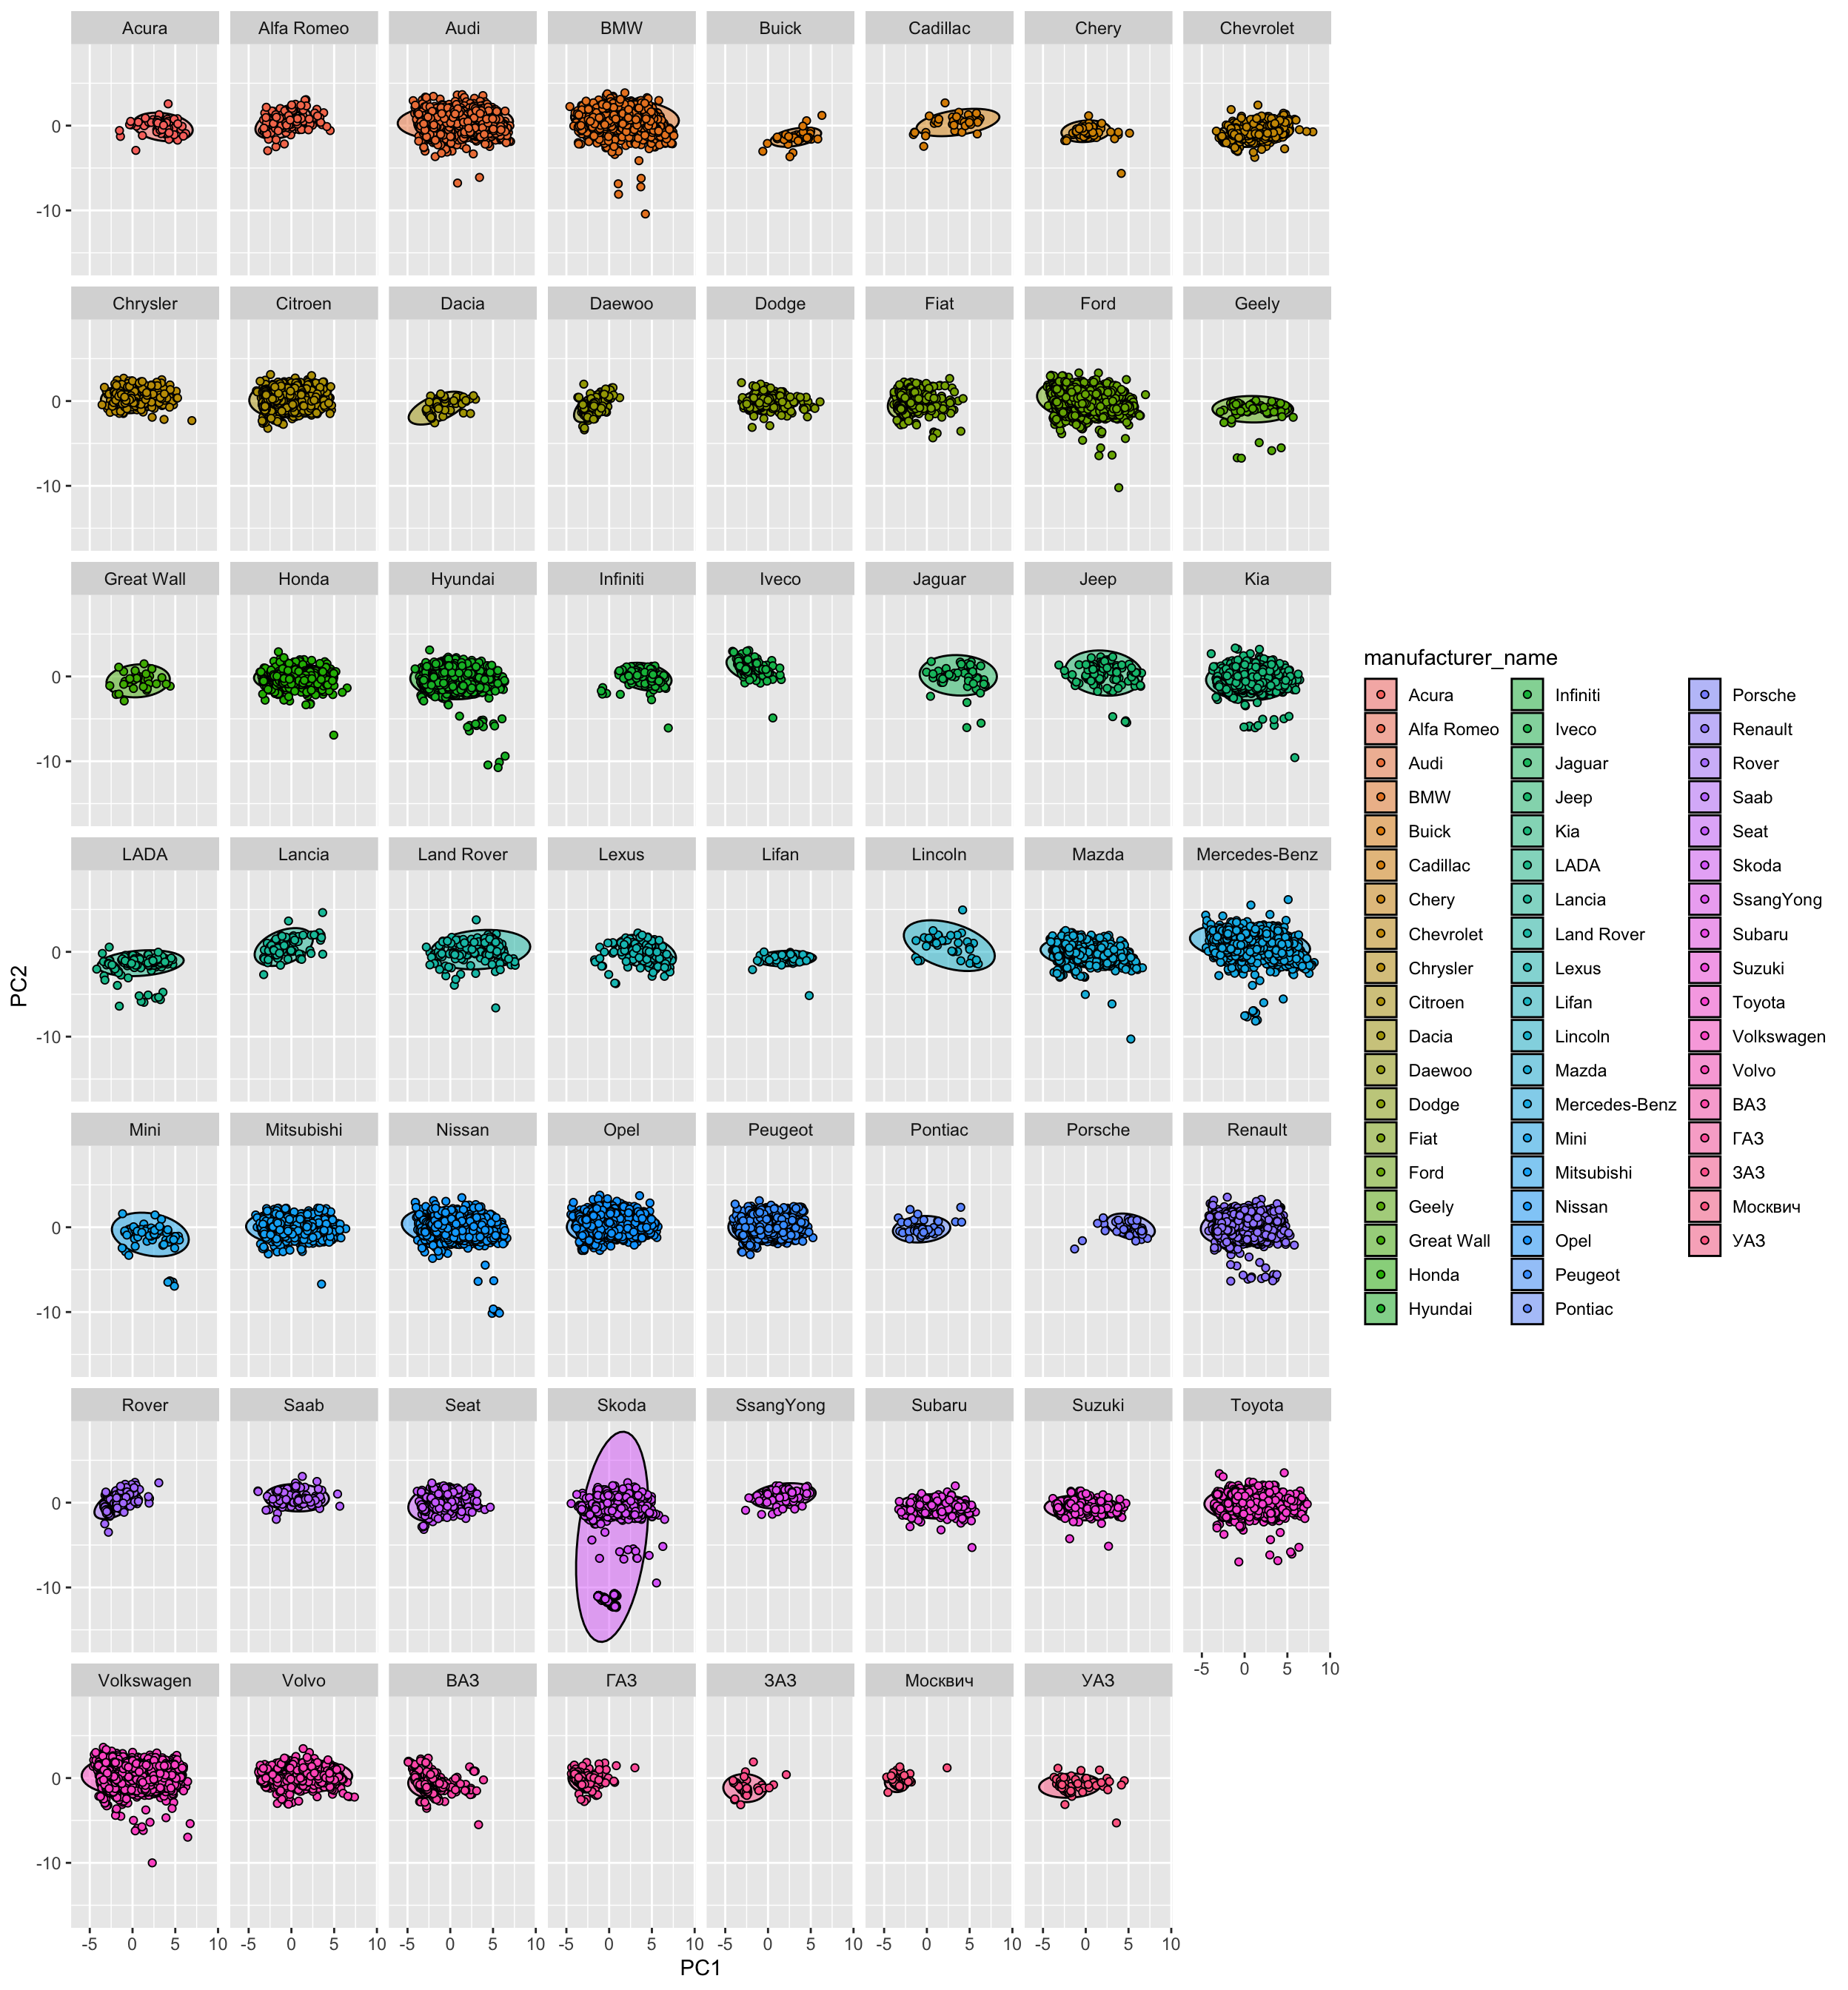 Acura Alfa Romeo Audi BMW Buick Cadillac Chery Chevrolet
0
-10
Chrysler Citroen Dacia Daewoo Dodge Fiat Ford Geely
0
-10
Great Wall Honda Hyundai Infiniti Iveco Jaguar Jeep Kia
0
-10
LADA Lancia Land Rover Lexus Lifan Lincoln Mazda Mercedes-Benz
0
-10
Mini Mitsubishi Nissan Opel Peugeot Pontiac Porsche Renault
0
-10
Rover Saab Seat Skoda SsangYong Subaru Suzuki Toyota
0
-10
-5 0 5 10
Volkswagen Volvo ВАЗ ГАЗ ЗАЗ Москвич УАЗ
0
-10
-5 0 5 10 -5 0 5 10 -5 0 5 10 -5 0 5 10 -5 0 5 10 -5 0 5 10 -5 0 5 10
PC1
PC2
manufacturer_name
Acura
Alfa Romeo
Audi
BMW
Buick
Cadillac
Chery
Chevrolet
Chrysler
Citroen
Dacia
Daewoo
Dodge
Fiat
Ford
Geely
Great Wall
Honda
Hyundai
Infiniti
Iveco
Jaguar
Jeep
Kia
LADA
Lancia
Land Rover
Lexus
Lifan
Lincoln
Mazda
Mercedes-Benz
Mini
Mitsubishi
Nissan
Opel
Peugeot
Pontiac
Porsche
Renault
Rover
Saab
Seat
Skoda
SsangYong
Subaru
Suzuki
Toyota
Volkswagen
Volvo
ВАЗ
ГАЗ
ЗАЗ
Москвич
УАЗ